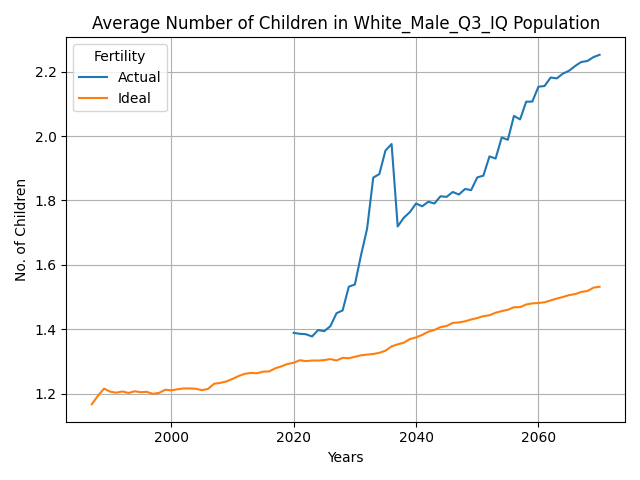 Average Number of Children in White_Male_Q3_IQ Population
Fertility
Actual
Ideal
No. of Children
2.2
2.0
1.8
1.6
1.4
1.2
2000 2020 2040 2060
Years